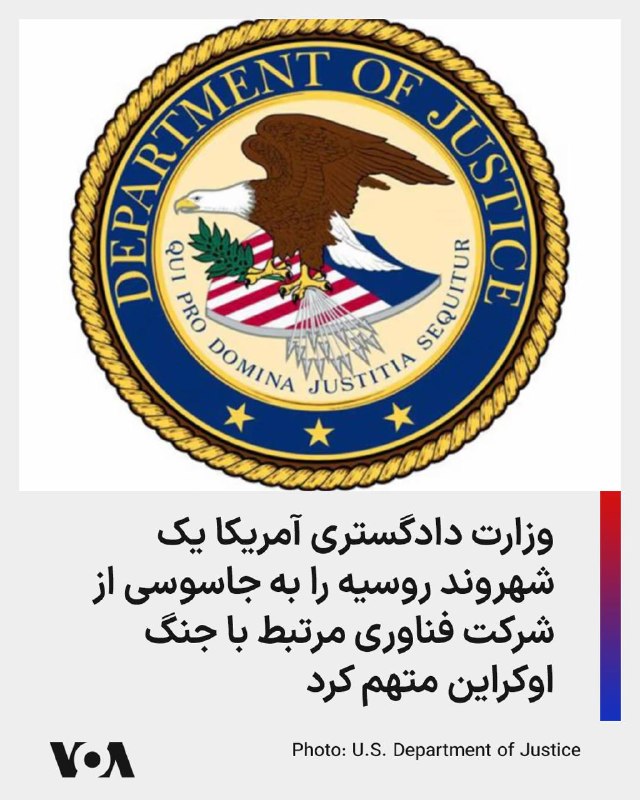 DEPARTMENT OF JUSTICE
QUI PRO DOMINA JUSTITIA SEQUITUR
وزارت دادگستری آمریکا یک
شهروند روسیه را به جاسوسی از
شرکت فناوری مرتبط با جنگ
اوکراین متهم کرد
Photo: U.S. Department of Justice
VOA